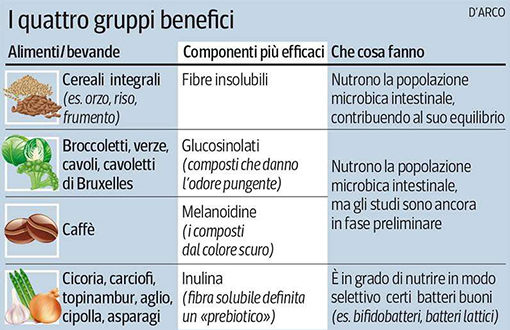 I quattro gruppi benefici
D'ARCO
Alimenti/bevande
Componenti più efficaci
Che cosa fanno
Cereali integrali
(es. orzo, riso,
frumento)
Fibre insolubili
Nutrono la popolazione
microbica intestinale,
contribuendo al suo equilibrio
Broccoletti, verze,
cavoli, cavoletti
di Bruxelles
Glucosinolati
(composti che danno
l'odore pungente)
Nutrono la popolazione
microbica intestinale,
ma gli studi sono ancora
in fase preliminare
Caffè
Melanoidine
(i composti
dal colore scuro)
Cicoria, carciofi,
topinambur, aglio,
cipolla, asparagi
Inulina
(fibra solubile definita
un «prebiotico»)
È in grado di nutrire in modo
selettivo certi batteri buoni
(es. bifidobatteri, batteri lattici)